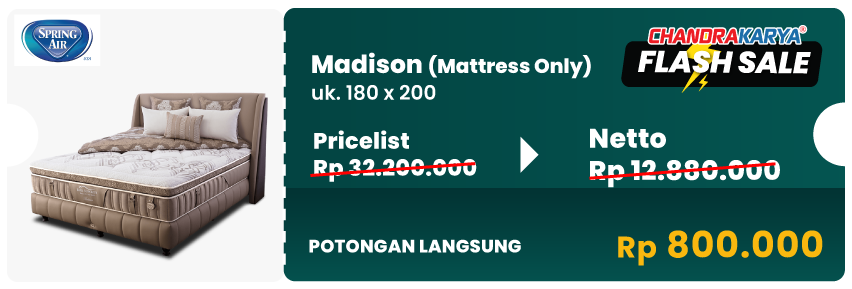 SPRING
AIR
CHANDRAKARYA®
FLASH SALE
Madison (Mattress Only)
uk. 180 x 200
Pricelist
Rp 32.200.000
Netto
Rp 12.880.000
POTONGAN LANGSUNG
Rp 800.000